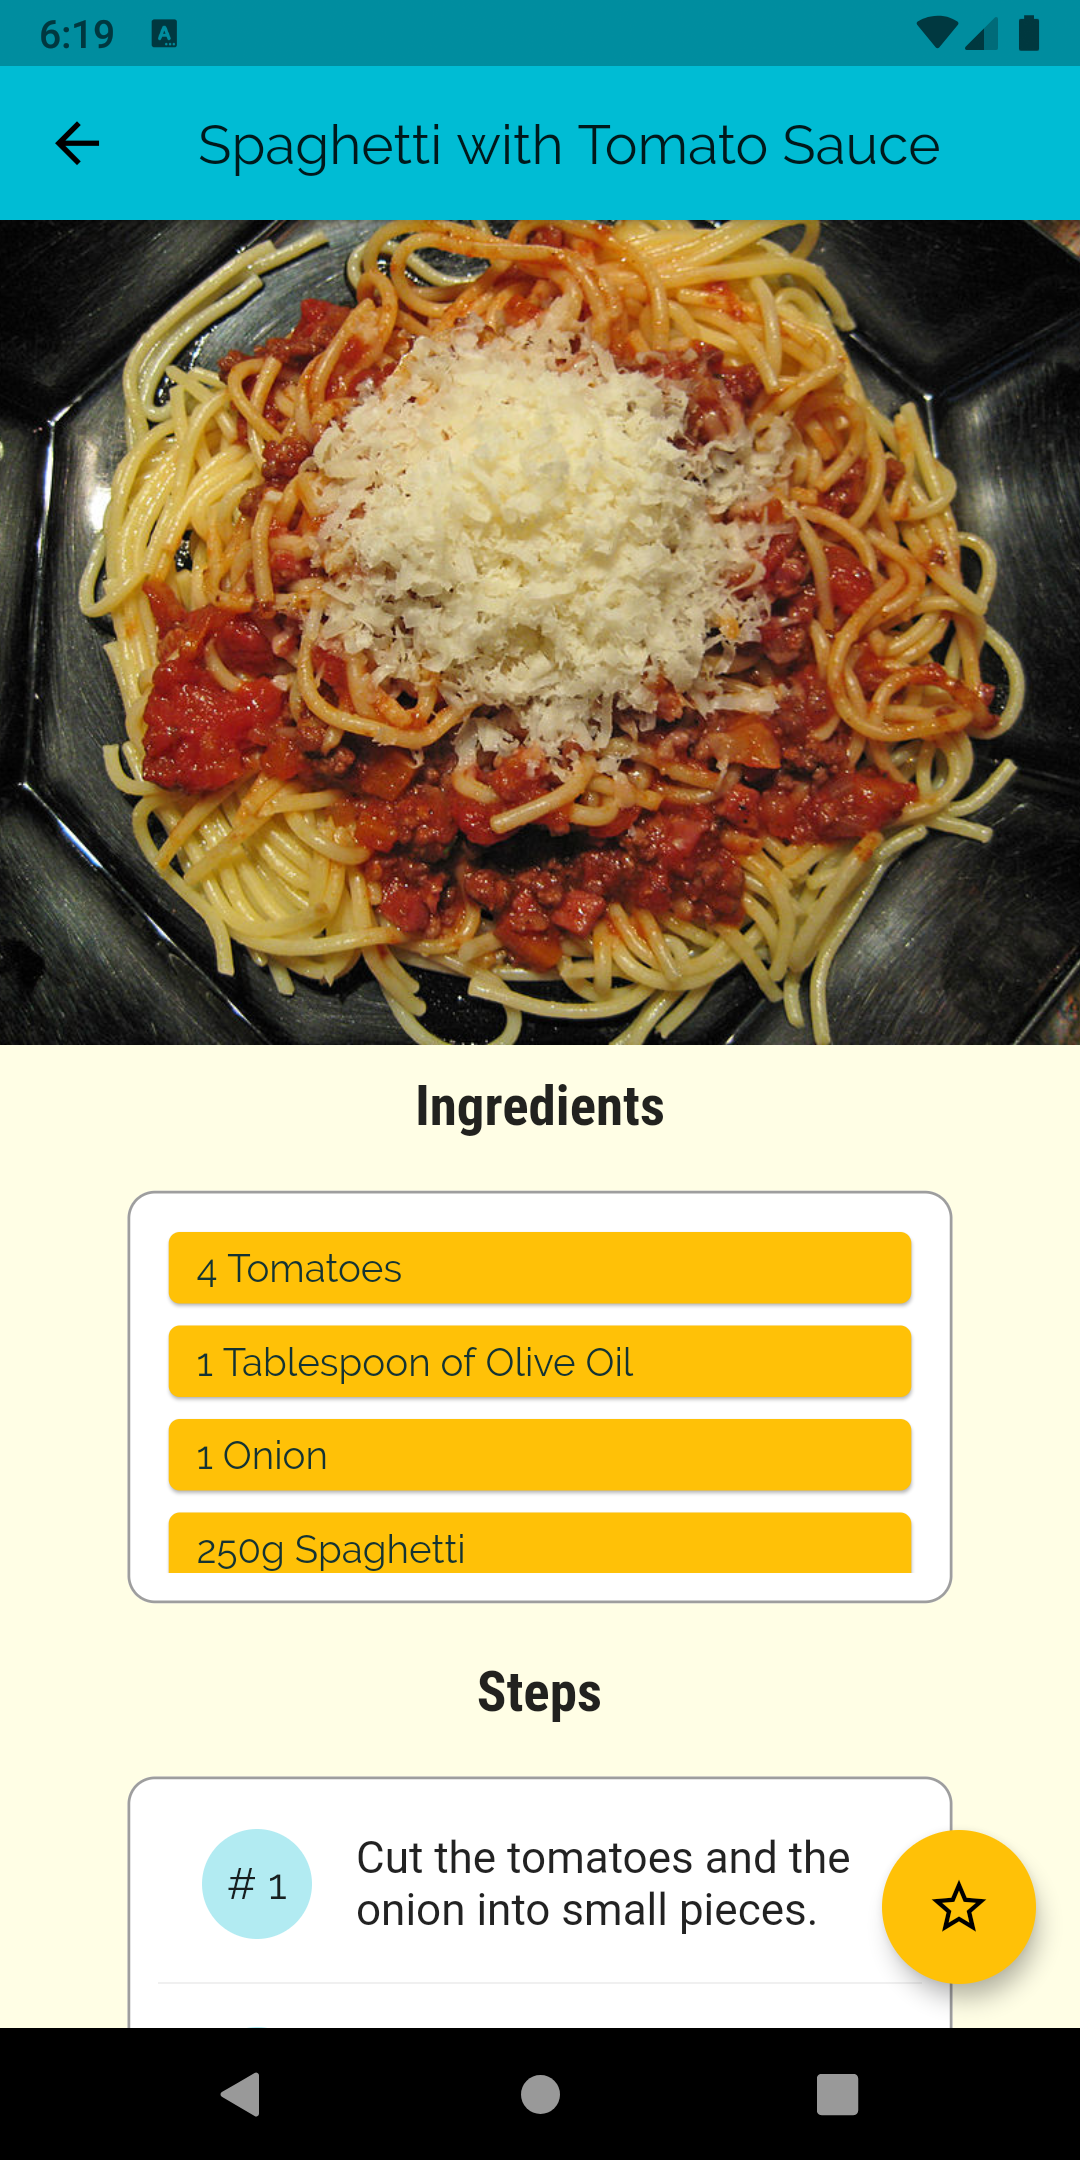 6:19
Spaghetti with Tomato Sauce
Ingredients
4 Tomatoes
1 Tablespoon of Olive Oil
1 Onion
250g Spaghetti
Steps
# 1
Cut the tomatoes and the
onion into small pieces.